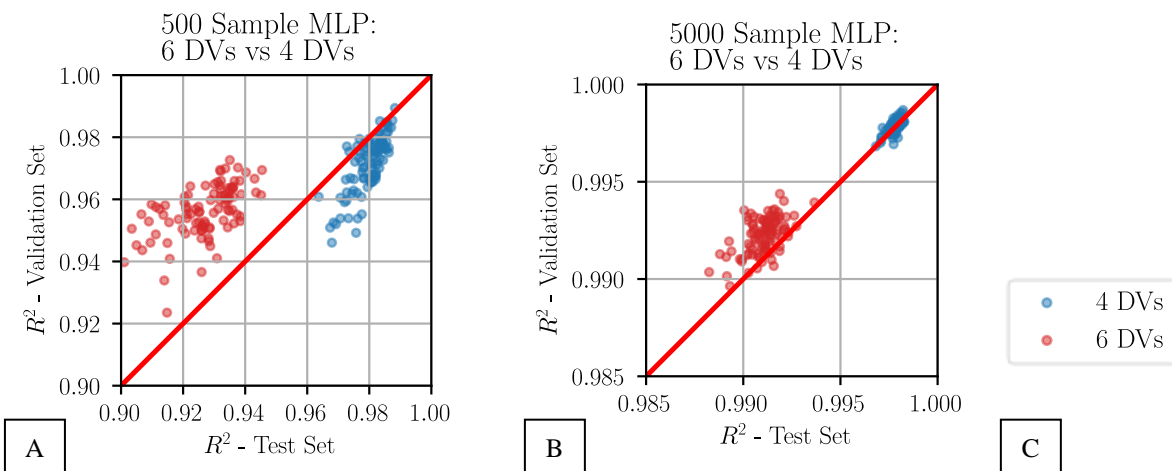 500 Sample MLP:
6 DVs vs 4 DVs
1.00
0.98
0.96
0.94
0.92
0.90
R² - Validation Set
0.90 0.92 0.94 0.96 0.98 1.00
R² - Test Set
A
5000 Sample MLP:
6 DVs vs 4 DVs
1.000
0.995
0.990
0.985
R² - Validation Set
0.985 0.990 0.995 1.000
R² - Test Set
B
4 DVs
6 DVs
C